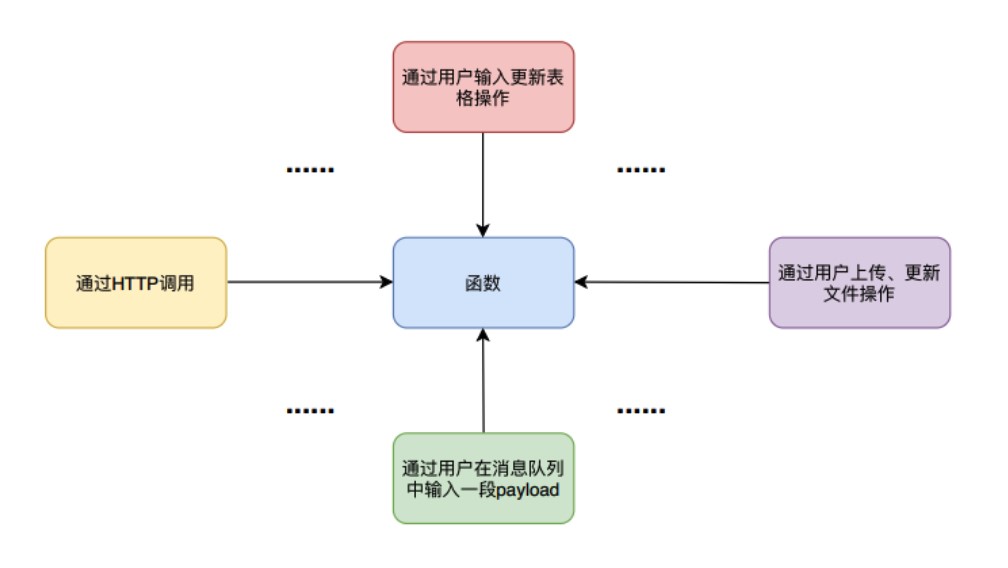 通过用户输入更新表
格操作
......
......
通过HTTP调用
函数
通过用户上传、更新
文件操作
......
......
通过用户在消息队列
中输入一段payload